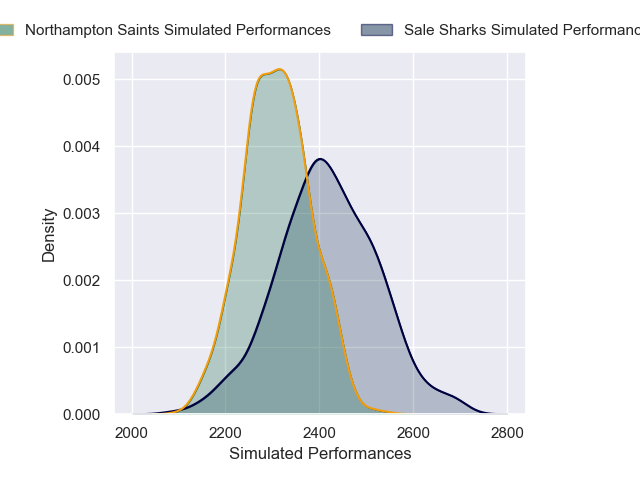 Northampton Saints Simulated Performances
Sale Sharks Simulated
0.005
0.004
0.003
0.002
0.001
0.000
Density
2000 2200 2400 2600 2800
Simulated Performances